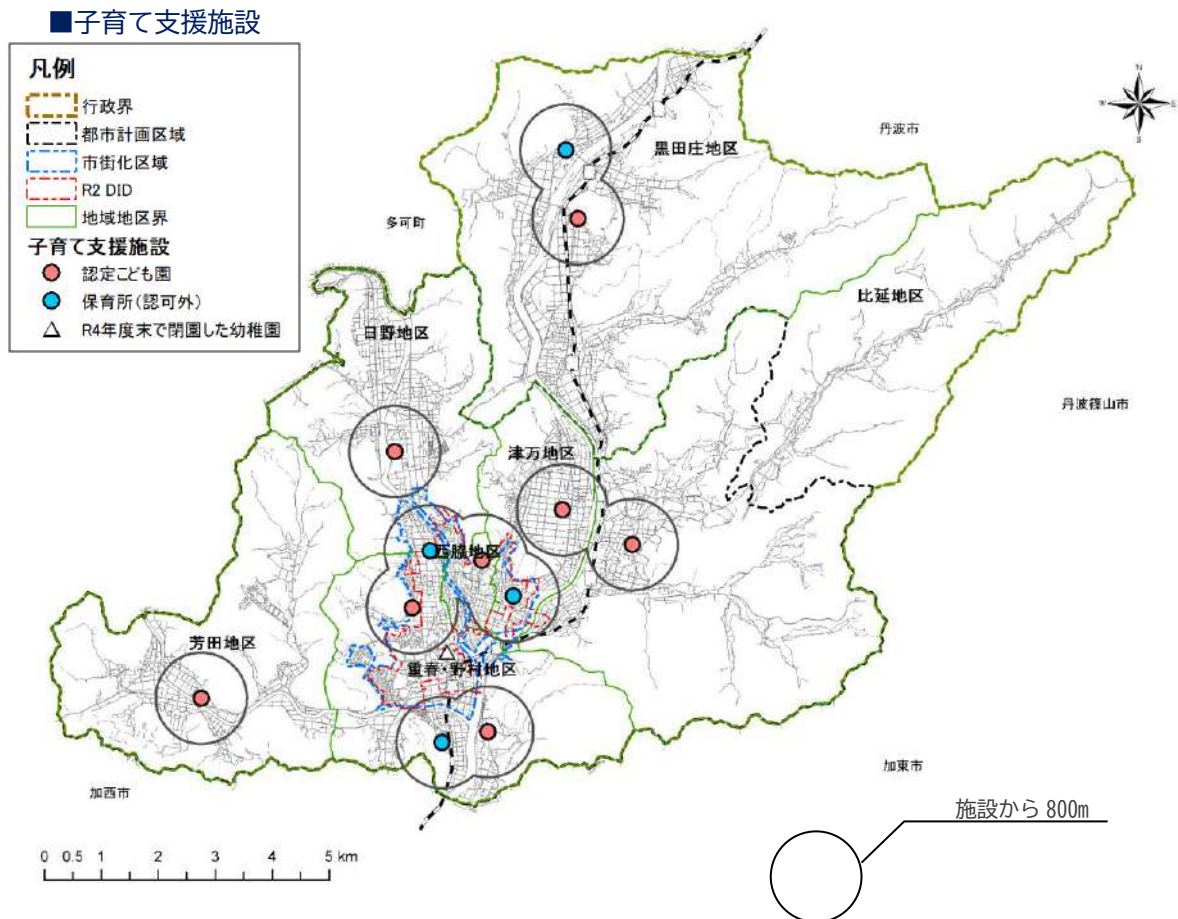 ■子育て支援施設
凡例
行政界
都市計画区域
市街化区域
R2 DID
地域地区界
子育て支援施設
認定こども園
保育所(認可外)
R4年度末で閉園した幼稚園
N
W
E
S
丹波市
黒田庄地区
多可町
比延地区
日野地区
丹波篠山市
津万地区
西脇地区
芳田地区
重春・野村地区
加東市
加西市
施設から 800m
0 0.5 1 2 3 4 5 km